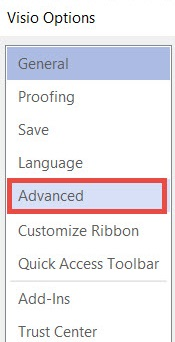 Visio Options
General
Proofing
Save
Language
Advanced
Customize Ribbon
Quick Access Toolbar
Add-Ins
Trust Center